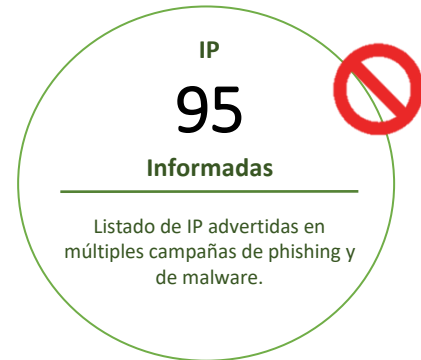 IP
95
Informadas
Listado de IP advertidas en
múltiples campañas de phishing y
de malware.